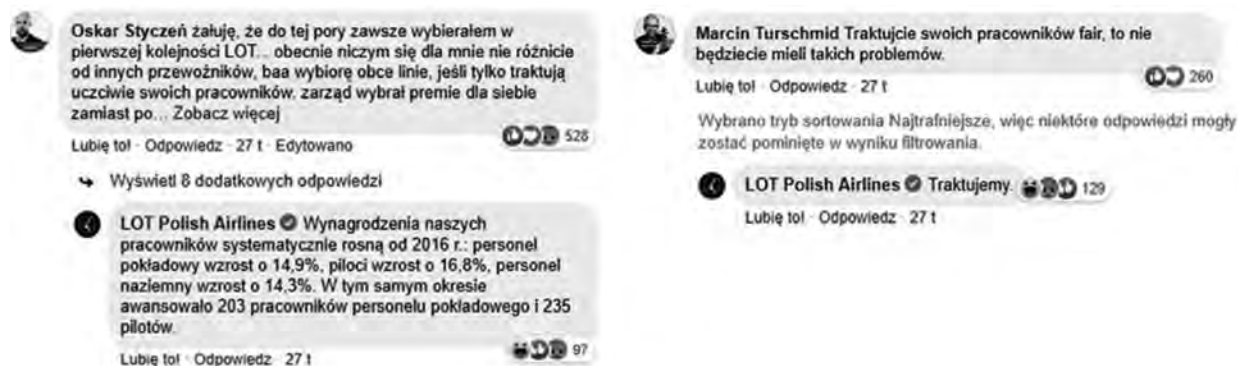 Oskar Styczeń żałuję, że do tej pory zawsze wybierałem w
pierwszej kolejności LOT... obecnie niczym się dla mnie nie różnicie
od innych przewoźników, baa wybiorę obce linie, jeśli tylko traktują
uczciwie swoich pracowników. zarząd wybrał premie dla siebie
zamiast po... Zobacz więcej
528
Lubię to! · Odpowiedz · 27 t · Edytowano
Wyświetl 8 dodatkowych odpowiedzi
LOT Polish Airlines Wynagrodzenia naszych
pracowników systematycznie rosną od 2016 r.: personel
pokładowy wzrost o 14,9%, piloci wzrost o 16,8%, personel
naziemny wzrost o 14,3%. W tym samym okresie
awansowało 203 pracowników personelu pokładowego i 235
pilotów.
97
Lubię to! · Odpowiedz · 27 t
Marcin Turschmid Traktujcie swoich pracowników fair, to nie
będziecie mieli takich problemów.
260
Lubię to! · Odpowiedz · 27 t
Wybrano tryb sortowania Najtrafniejsze, więc niektóre odpowiedzi mogły
zostać pominięte w wyniku filtrowania.
LOT Polish Airlines Traktujemy. 129
Lubię to! · Odpowiedz · 27 t